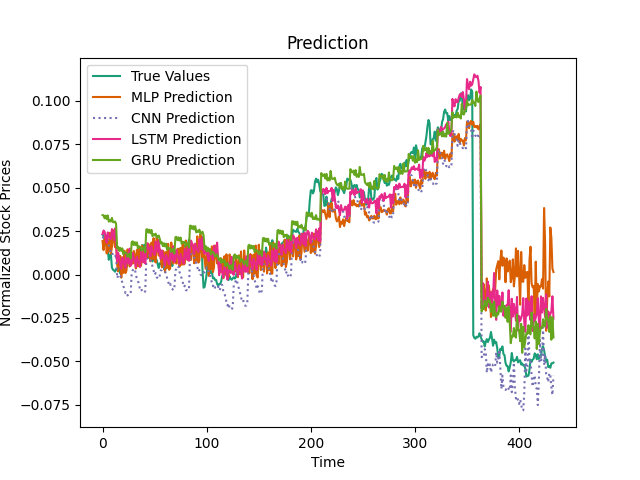 Prediction
True Values
MLP Prediction
CNN Prediction
LSTM Prediction
GRU Prediction
0.100
0.075
0.050
0.025
0.000
−0.025
−0.050
−0.075
Normalized Stock Prices
0
100
200
300
400
Time